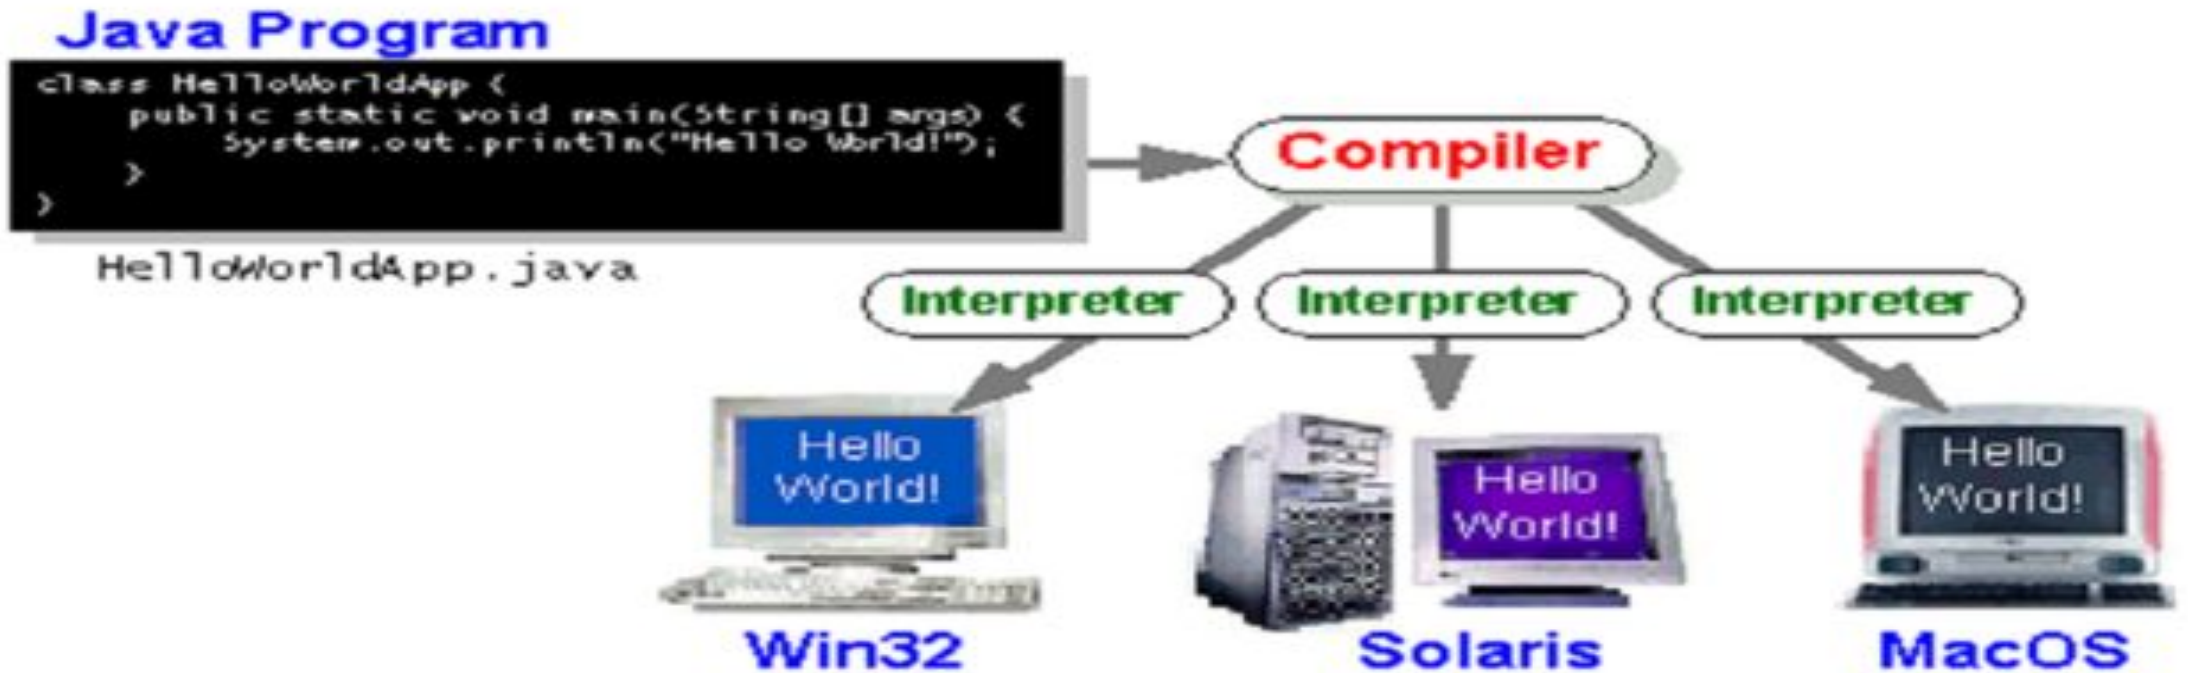 Java Program
class HelloWorldApp {
    public static void main(String[] args) {
        System.out.println("Hello World!");
    }
}
HelloWorldApp.java
Compiler
Interpreter
Interpreter
Interpreter
Hello
World!
Hello
World!
Hello
World!
Win32
Solaris
MacOS